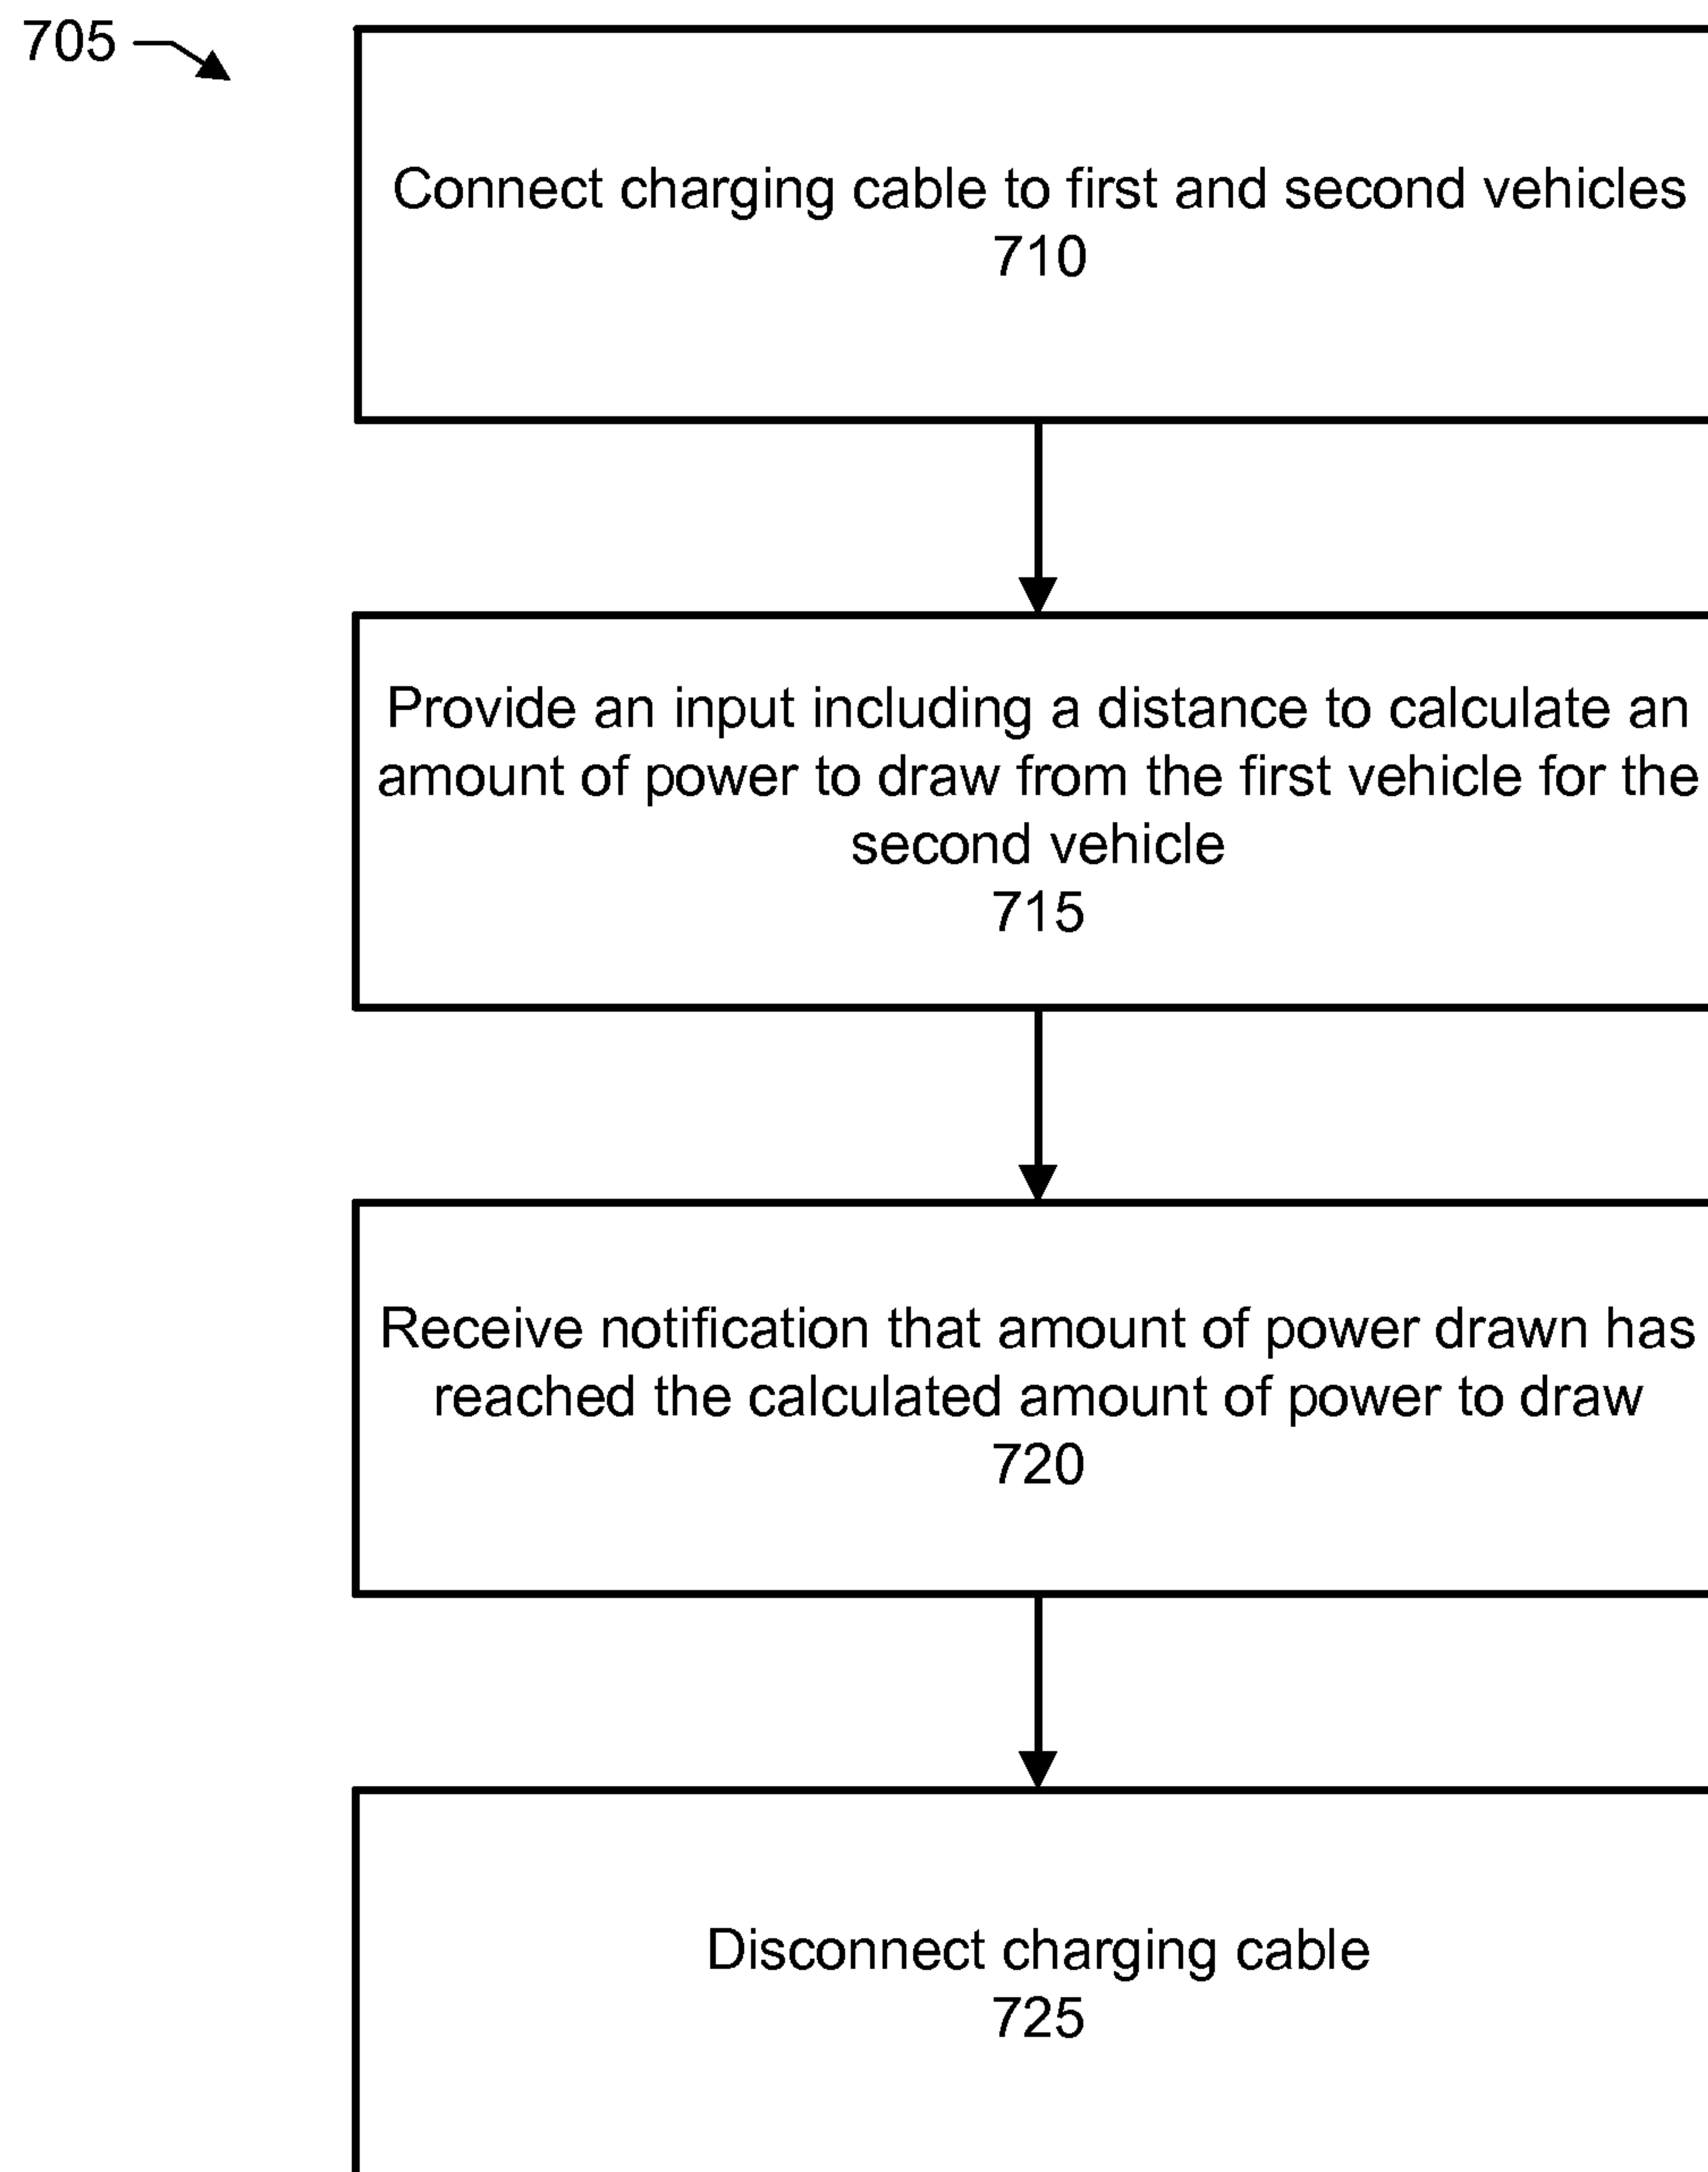 705
Connect charging cable to first and second vehicles
710
Provide an input including a distance to calculate an
amount of power to draw from the first vehicle for the
second vehicle
715
Receive notification that amount of power drawn has
reached the calculated amount of power to draw
720
Disconnect charging cable
725